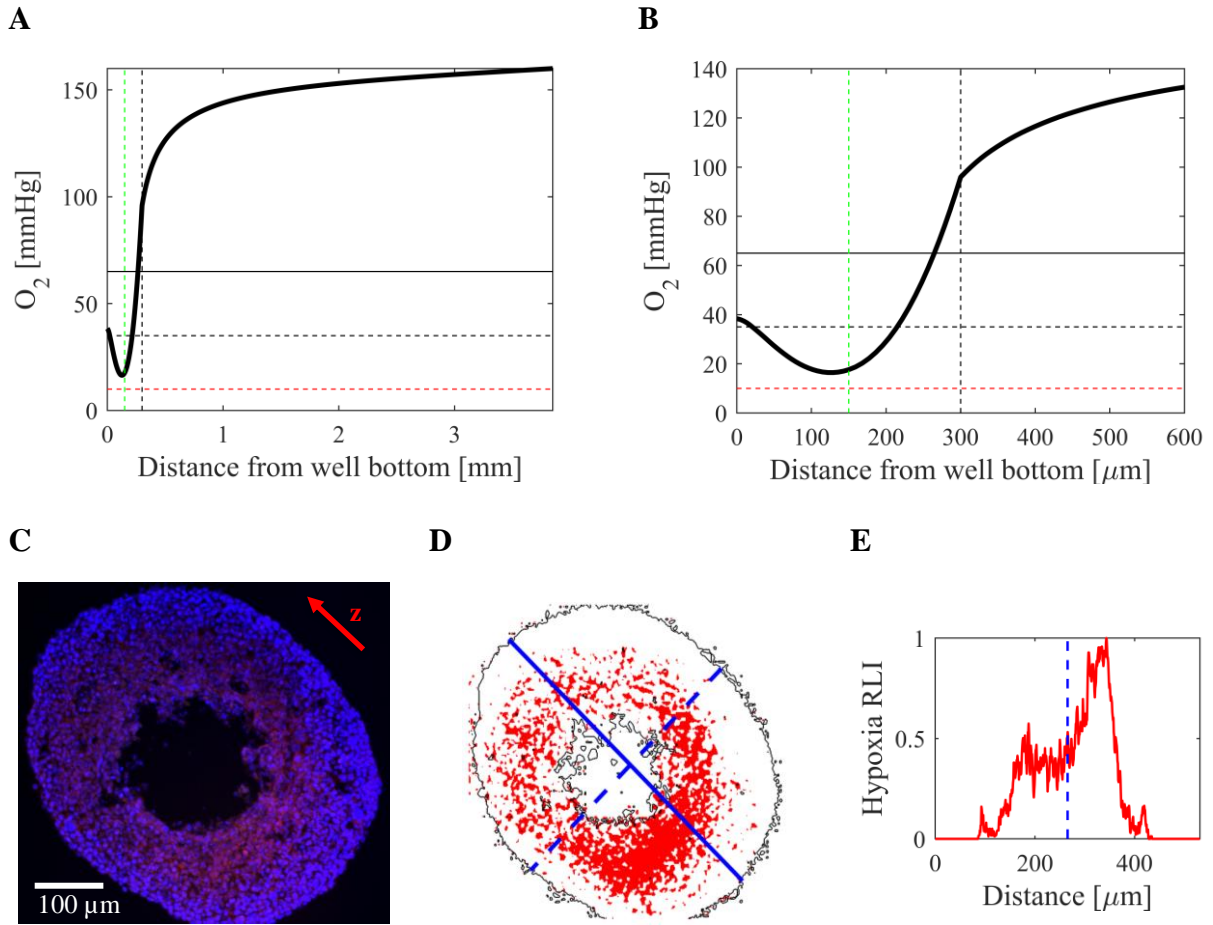 A
150
100
50
0
O2 [mmHg]
0 1 2 3
Distance from well bottom [mm]
B
140
120
100
80
60
40
20
0
O2 [mmHg]
0 100 200 300 400 500 600
Distance from well bottom [μm]
C
z
100 µm
D
E
1
0.5
0
Hypoxia RLI
0 200 400
Distance [μm]